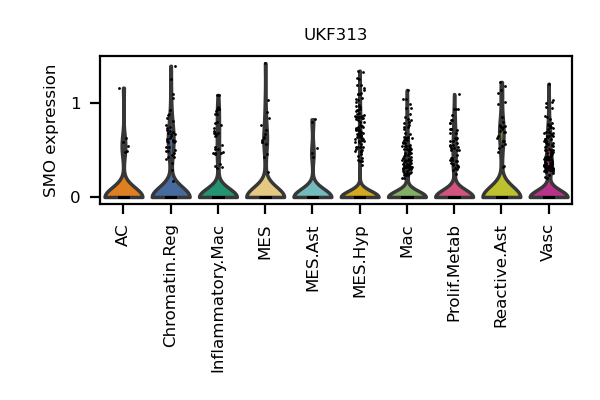 UKF313
SMO expression
1
0
AC
Chromatin.Reg
Inflammatory.Mac
MES
MES.Ast
MES.Hyp
Mac
Prolif.Metab
Reactive.Ast
Vasc